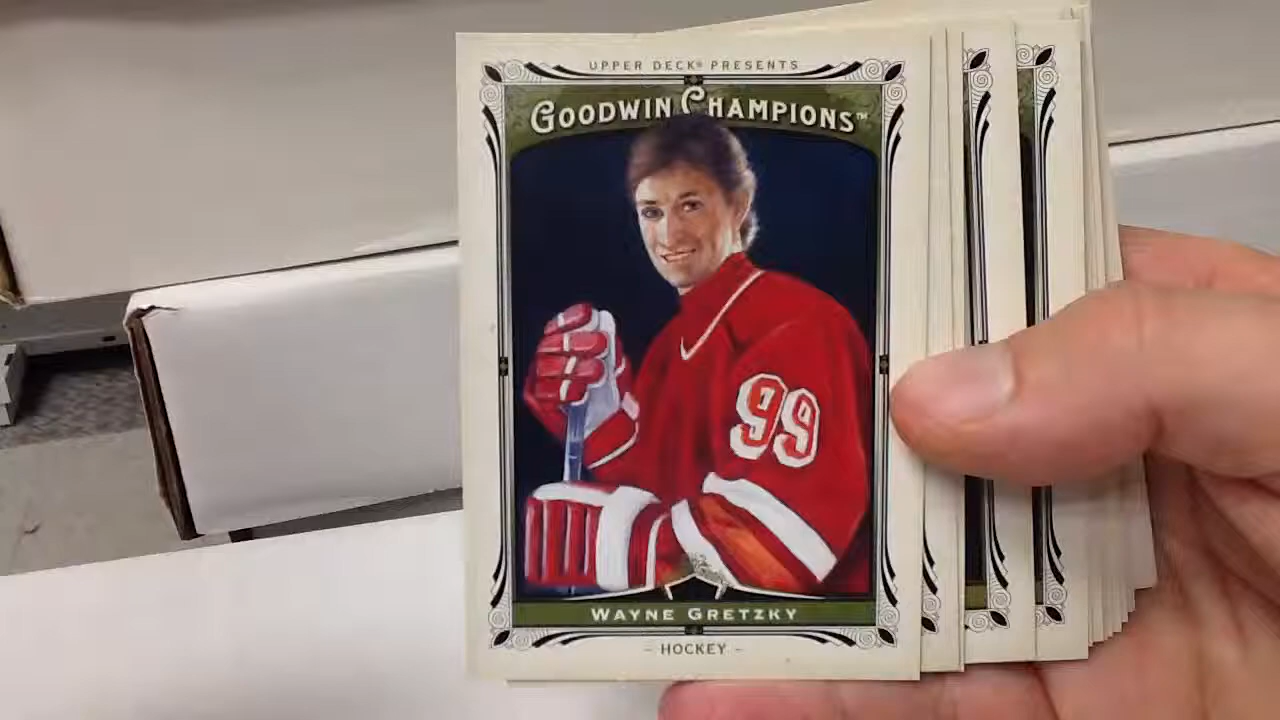 UPPER DECK® PRESENTS
GOODWIN CHAMPIONS™
99
WAYNE GRETZKY
- HOCKEY -